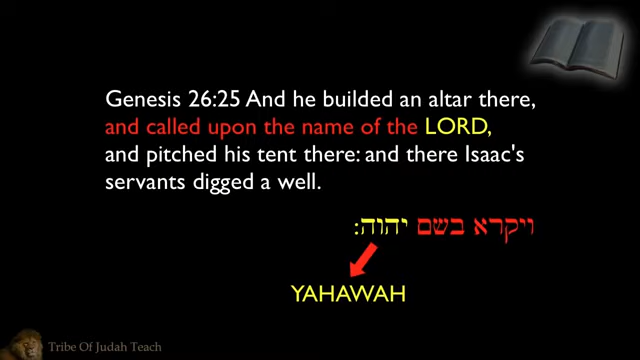 Genesis 26:25 And he builded an altar there,
and called upon the name of the LORD,
and pitched his tent there: and there Isaac's
servants digged a well.
ויקרא בשם יהוה:
YAHAWAH
Tribe Of Judah Teach